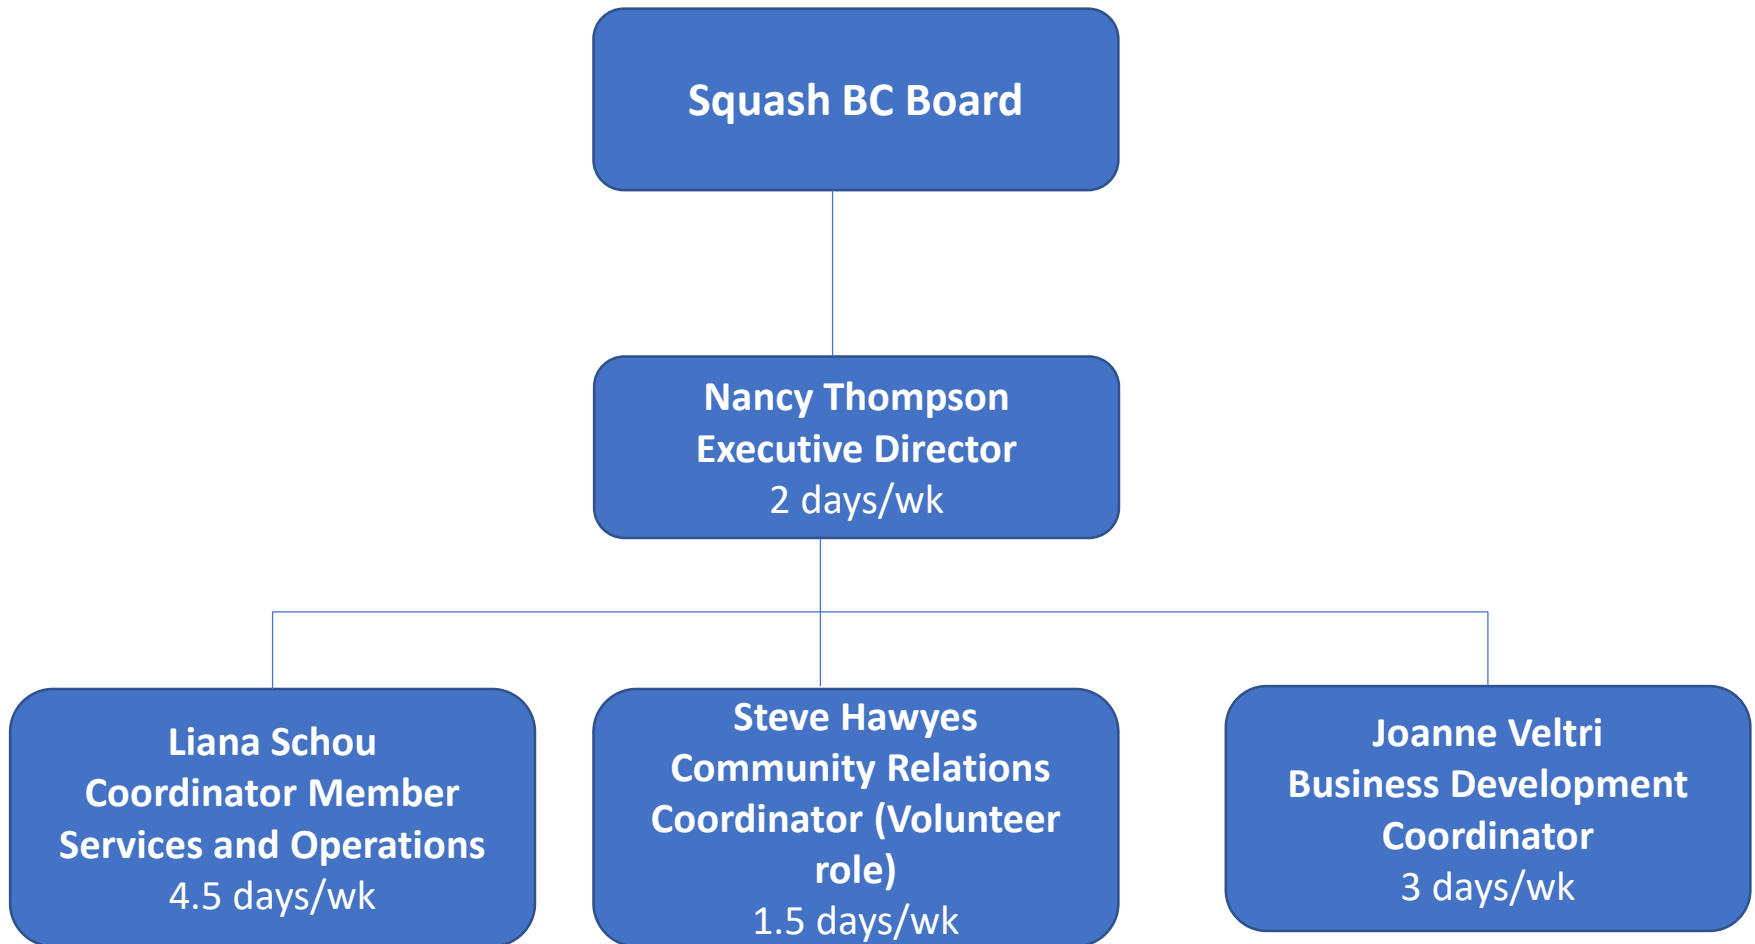 Squash BC Board
Nancy Thompson
Executive Director
2 days/wk
Liana Schou
Coordinator Member
Services and Operations
4.5 days/wk
Steve Hawyes
Community Relations
Coordinator (Volunteer
role)
1.5 days/wk
Joanne Veltri
Business Development
Coordinator
3 days/wk